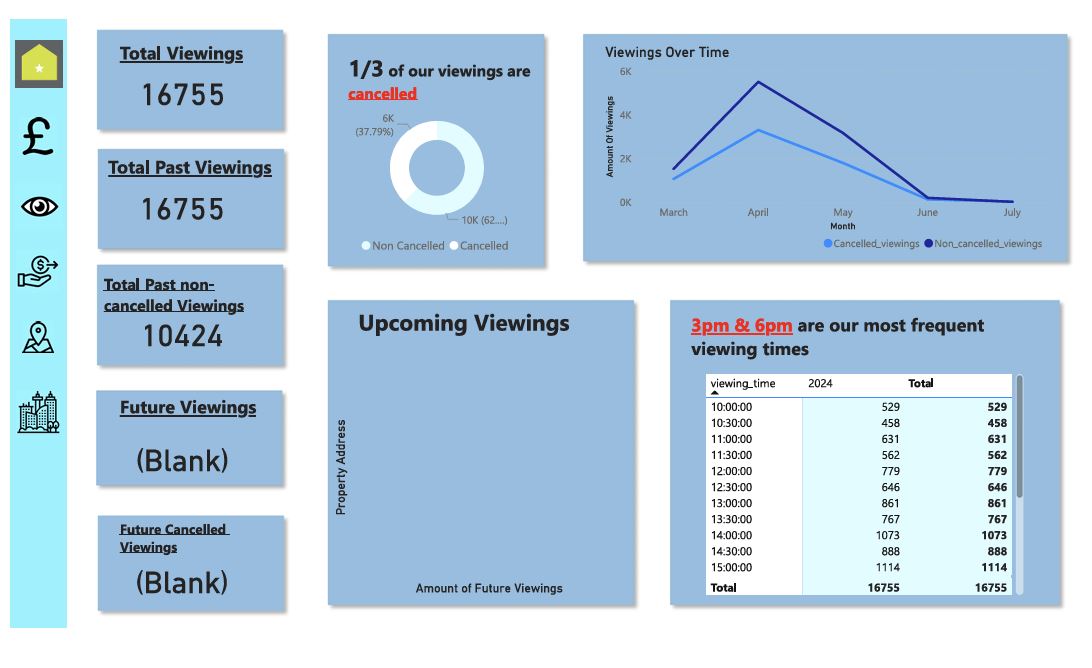 Total Viewings
16755
Total Past Viewings
16755
Total Past non-
cancelled Viewings
10424
Future Viewings
(Blank)
Future Cancelled
Viewings
(Blank)
1/3 of our viewings are
cancelled
6K
(37.79%)
10K (62....)
Non Cancelled
Cancelled
Viewings Over Time
Amount Of Viewings
6K
4K
2K
0K
March April May June July
Month
Cancelled_viewings Non_cancelled_viewings
Upcoming Viewings
Property Address
Amount of Future Viewings
3pm & 6pm are our most frequent
viewing times
viewing_time 2024 Total
10:00:00 529 529
10:30:00 458 458
11:00:00 631 631
11:30:00 562 562
12:00:00 779 779
12:30:00 646 646
13:00:00 861 861
13:30:00 767 767
14:00:00 1073 1073
14:30:00 888 888
15:00:00 1114 1114
Total 16755 16755